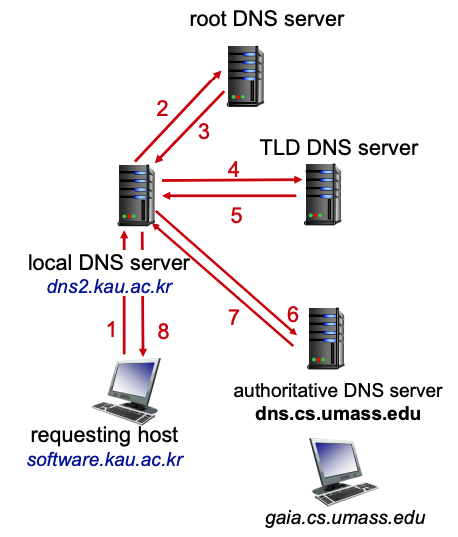 root DNS server
2
3
TLD DNS server
4
5
local DNS server
dns2.kau.ac.kr
6
7
1
8
authoritative DNS server
dns.cs.umass.edu
requesting host
software.kau.ac.kr
gaia.cs.umass.edu